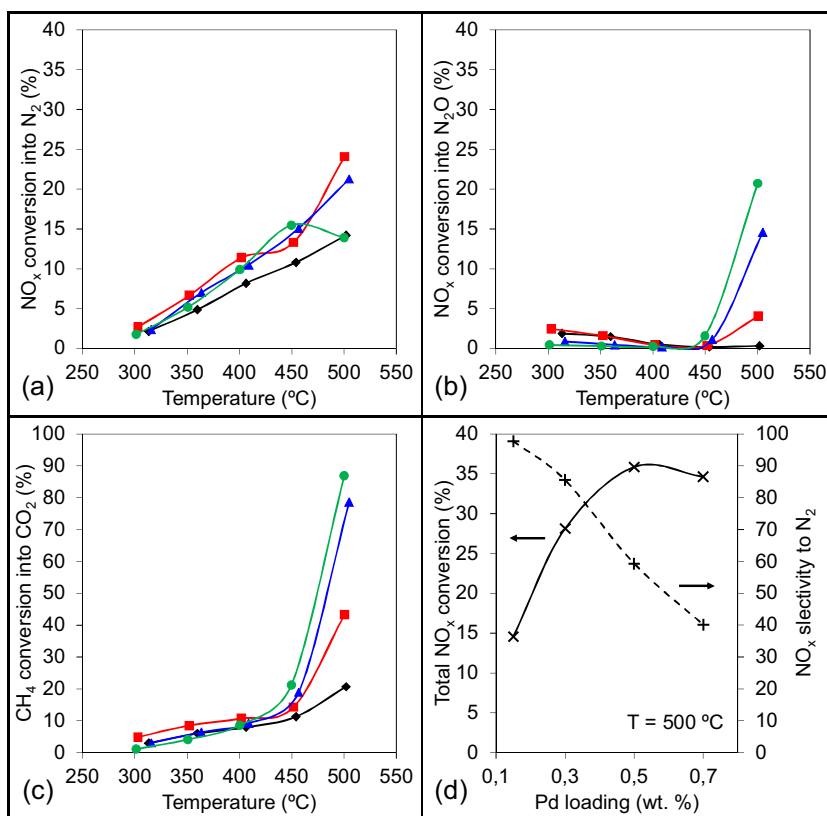 40
35
30
25
20
15
10
5
0
250 300 350 400 450 500 550
NOx conversion into N2 (%)
Temperature (ºC)
(a)
40
35
30
25
20
15
10
5
0
250 300 350 400 450 500 550
NOx conversion into N2O (%)
Temperature (ºC)
(b)
100
90
80
70
60
50
40
30
20
10
0
250 300 350 400 450 500 550
CH4 conversion into CO2 (%)
Temperature (ºC)
(c)
40
35
30
25
20
15
10
5
0
100
90
80
70
60
50
40
30
20
10
0
0,1 0,3 0,5 0,7
Total NOx conversion (%)
NOx slectivity to N2
T = 500 ºC
Pd loading (wt. %)
(d)